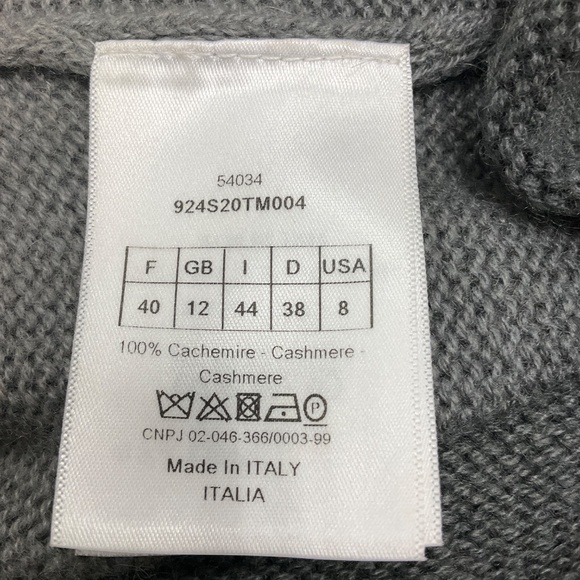 54034
924S20TM004
F GB I D USA
40 12 44 38 8
100% Cachemire - Cashmere -
Cashmere
P
CNPJ 02-046-366/0003-99
Made In ITALY
ITALIA